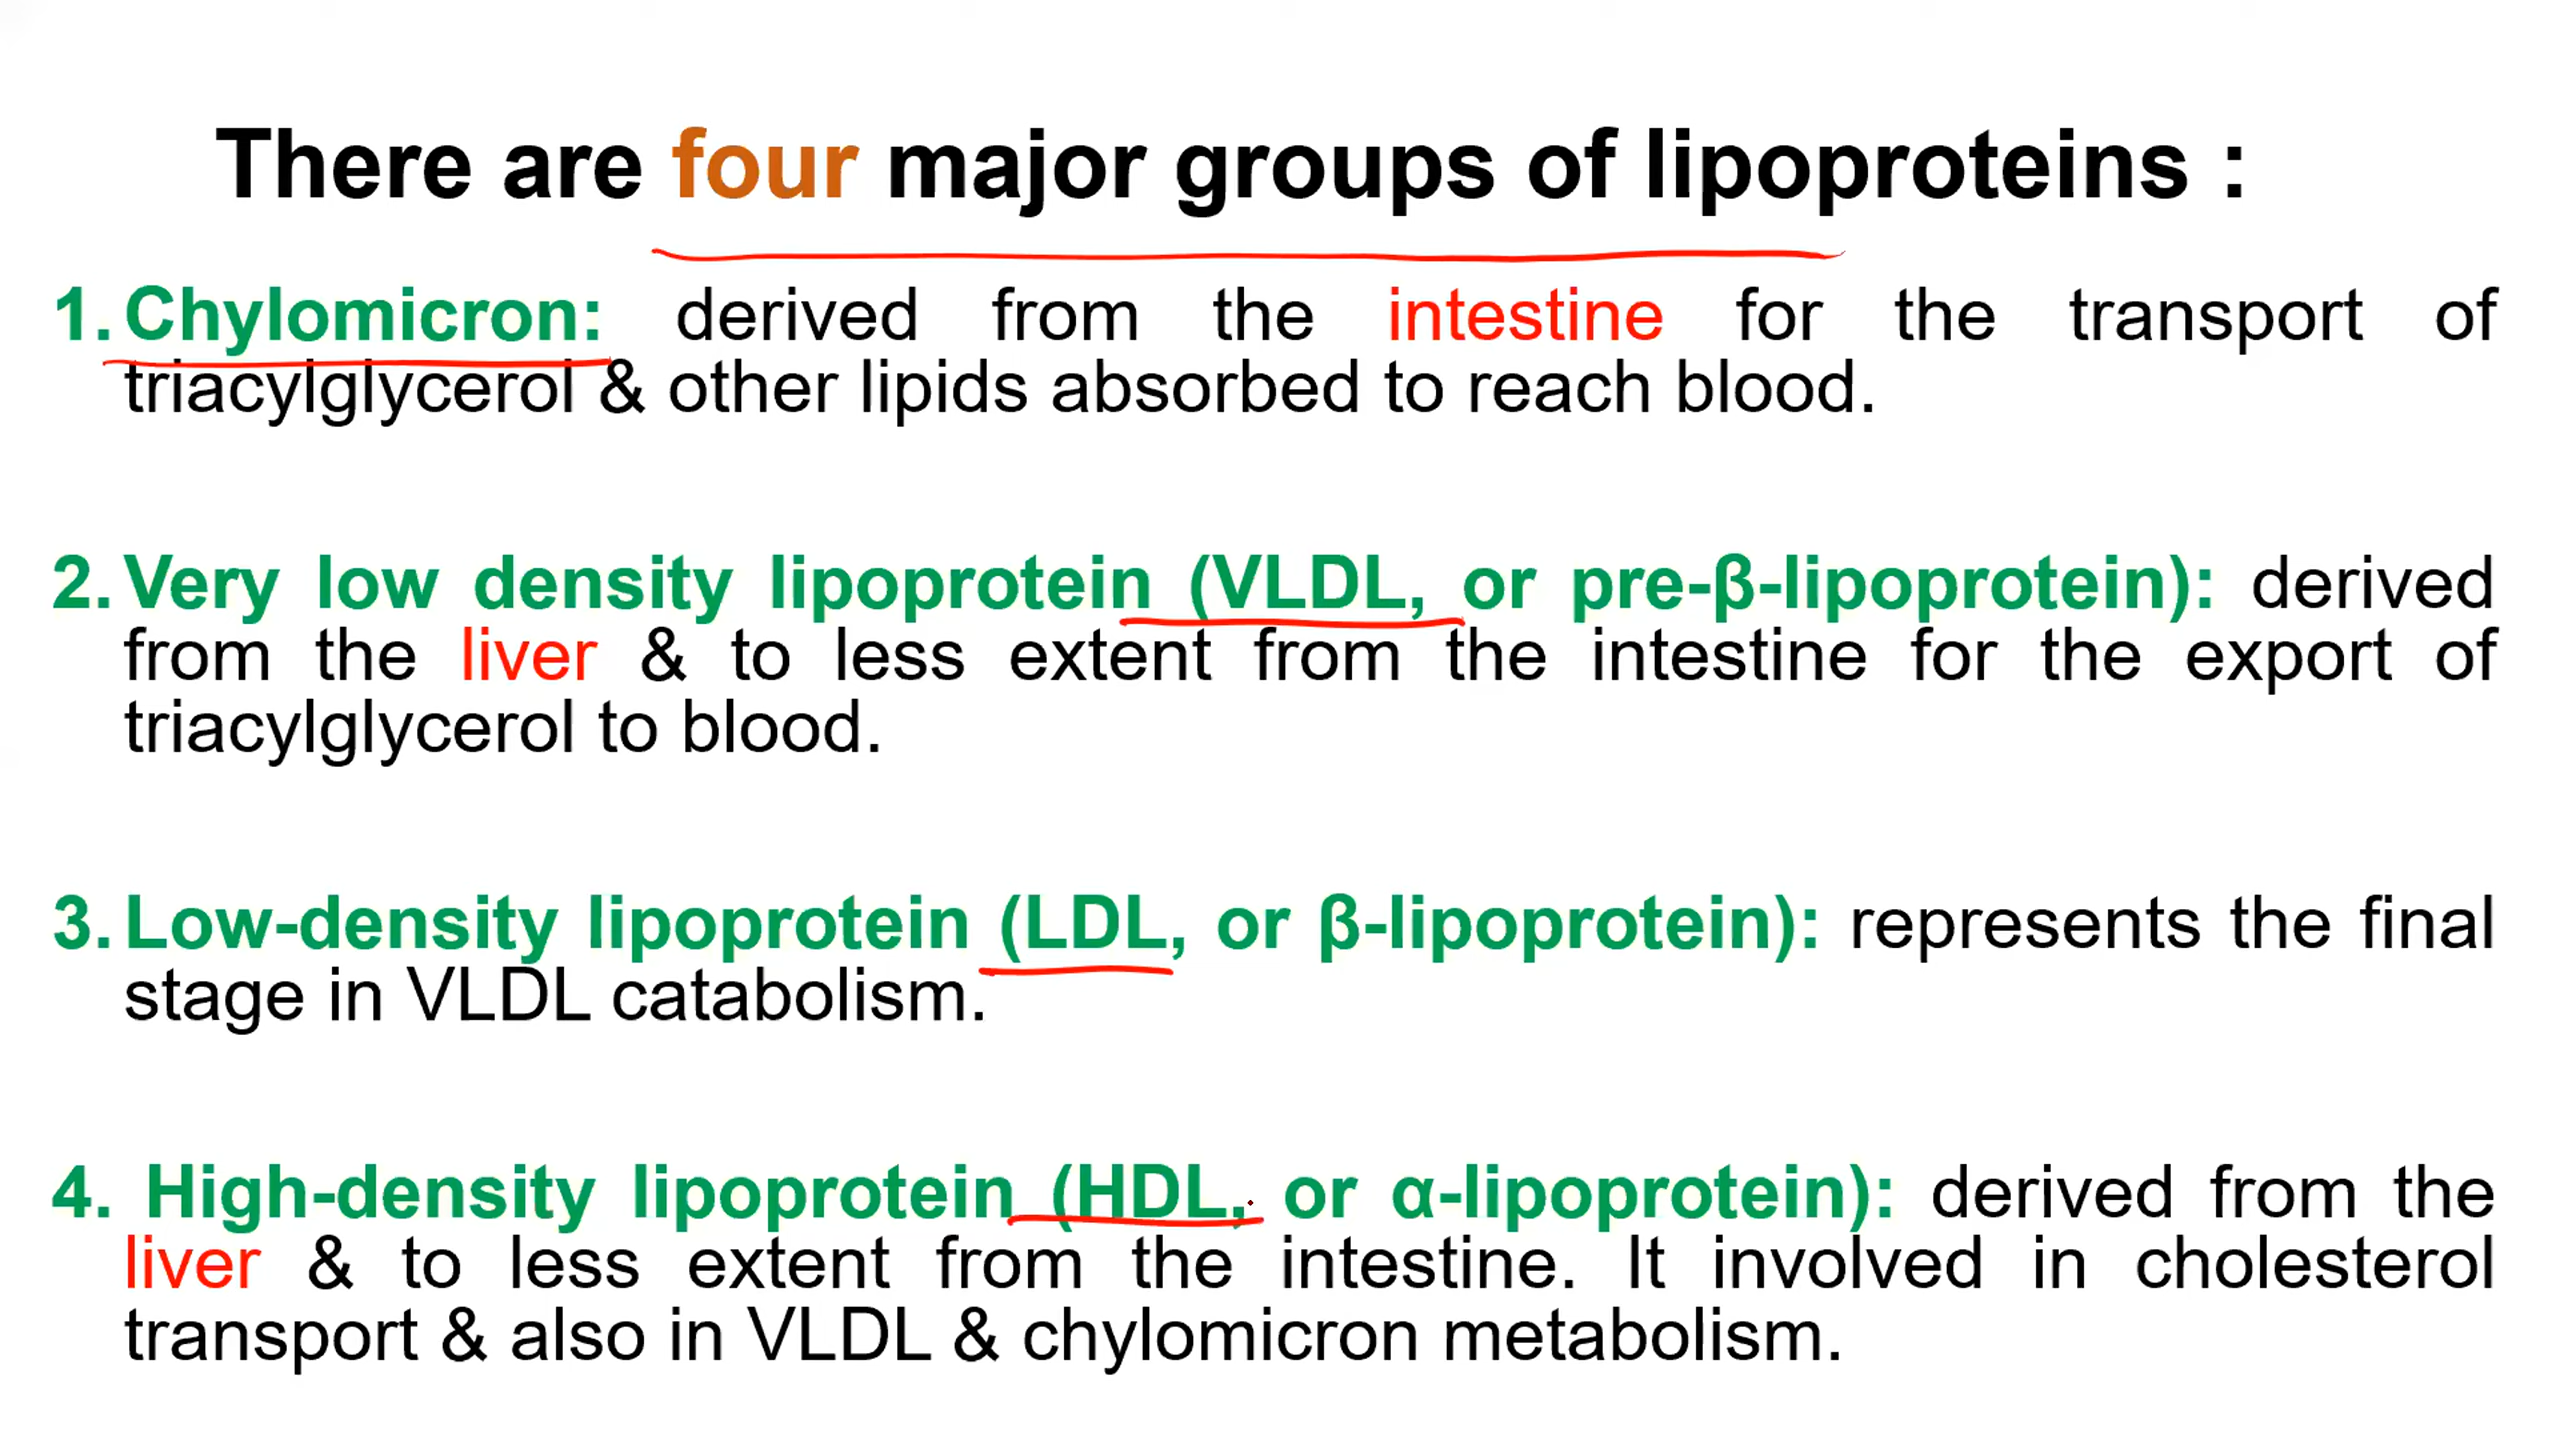 There are four major groups of lipoproteins :
1. Chylomicron: derived from the intestine for the transport of
triacylglycerol & other lipids absorbed to reach blood.
2. Very low density lipoprotein (VLDL, or pre-β-lipoprotein): derived
from the liver & to less extent from the intestine for the export of
triacylglycerol to blood.
3. Low-density lipoprotein (LDL, or β-lipoprotein): represents the final
stage in VLDL catabolism.
4. High-density lipoprotein (HDL, or α-lipoprotein): derived from the
liver & to less extent from the intestine. It involved in cholesterol
transport & also in VLDL & chylomicron metabolism.